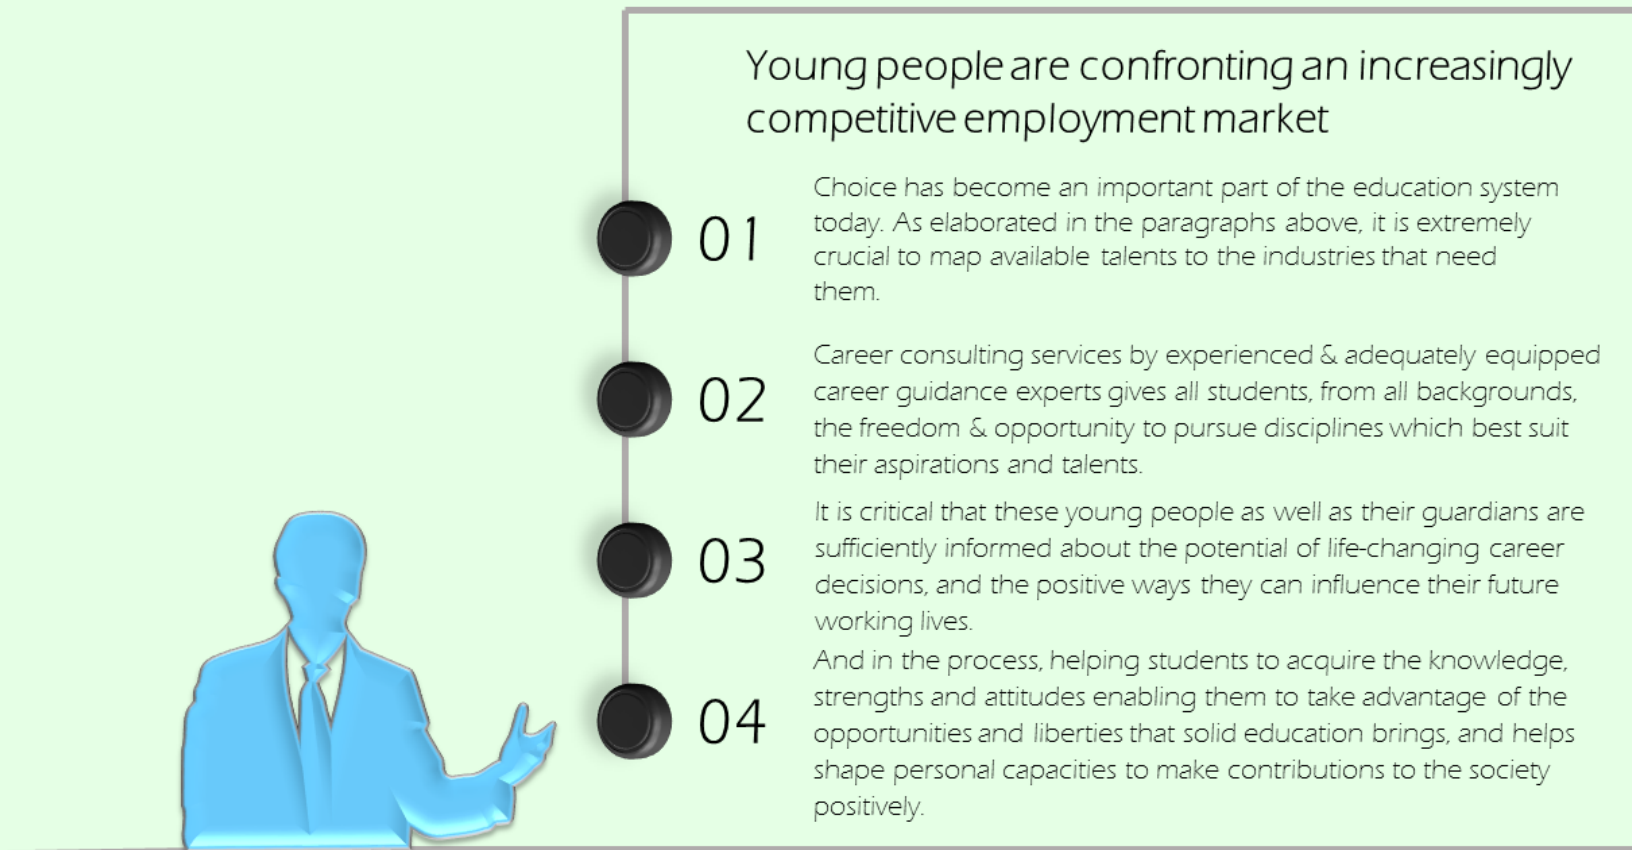 Young people are confronting an increasingly
competitive employment market
01
Choice has become an important part of the education system
today. As elaborated in the paragraphs above, it is extremely
crucial to map available talents to the industries that need
them.
02
Career consulting services by experienced & adequately equipped
career guidance experts gives all students, from all backgrounds,
the freedom & opportunity to pursue disciplines which best suit
their aspirations and talents.
03
It is critical that these young people as well as their guardians are
sufficiently informed about the potential of life-changing career
decisions, and the positive ways they can influence their future
working lives.
04
And in the process, helping students to acquire the knowledge,
strengths and attitudes enabling them to take advantage of the
opportunities and liberties that solid education brings, and helps
shape personal capacities to make contributions to the society
positively.